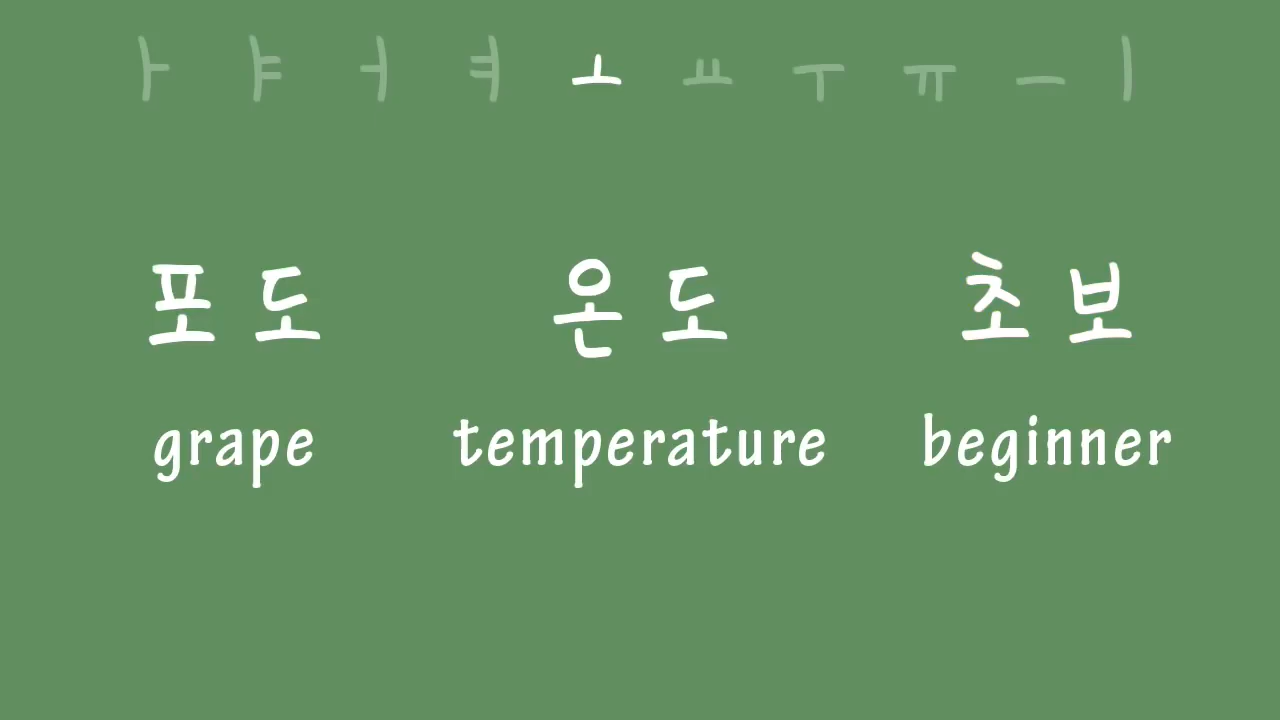 ㅏ ㅑ ㅓ ㅕ ㅗ ㅛ ㅜ ㅠ ㅡ ㅣ
포도 온도 초보
grape temperature beginner